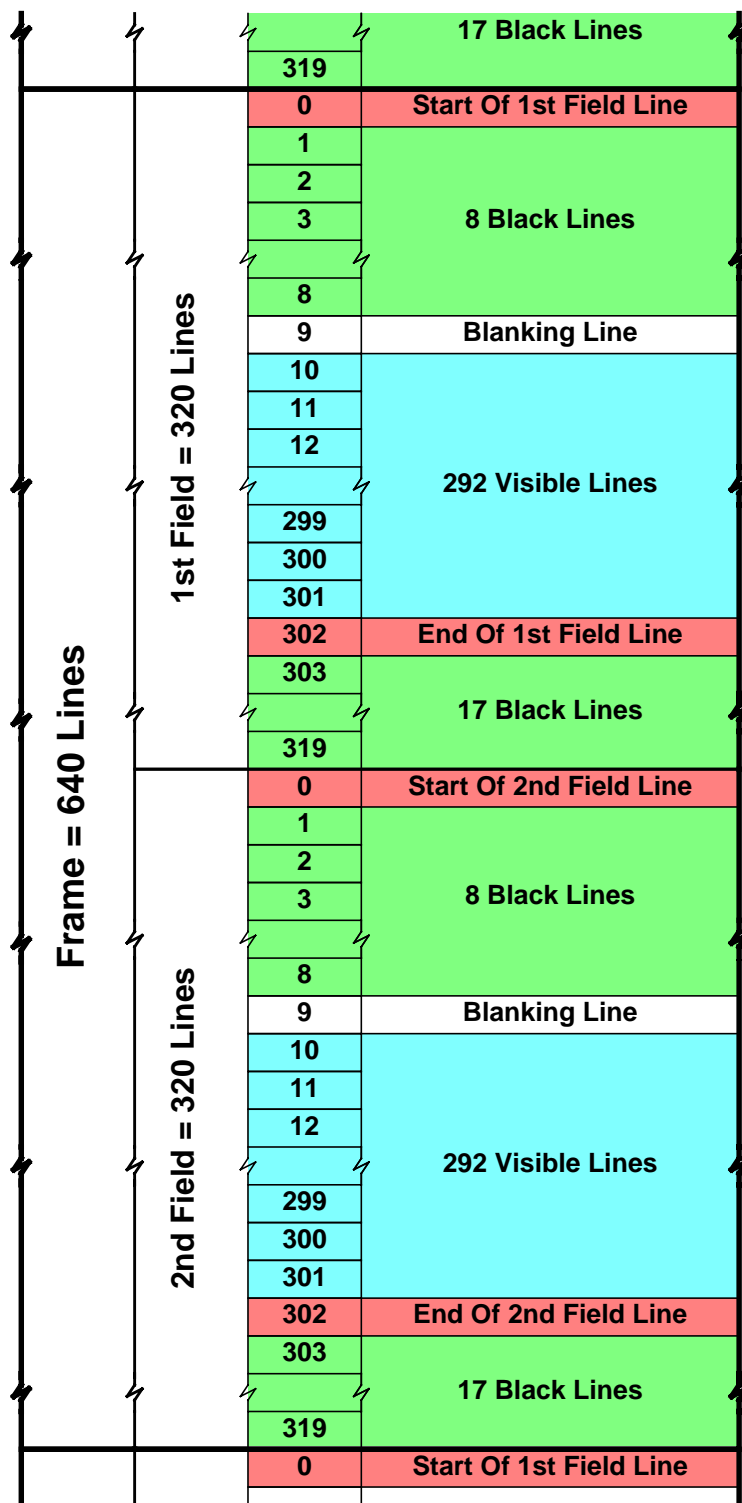 17 Black Lines
319
0 Start Of 1st Field Line
1
2
3 8 Black Lines
8
9 Blanking Line
10
11
12
292 Visible Lines
299
300
301
302 End Of 1st Field Line
303
17 Black Lines
319
1st Field = 320 Lines
Frame = 640 Lines
0 Start Of 2nd Field Line
1
2
3 8 Black Lines
8
9 Blanking Line
10
11
12
292 Visible Lines
299
300
301
302 End Of 2nd Field Line
303
17 Black Lines
319
2nd Field = 320 Lines
0 Start Of 1st Field Line